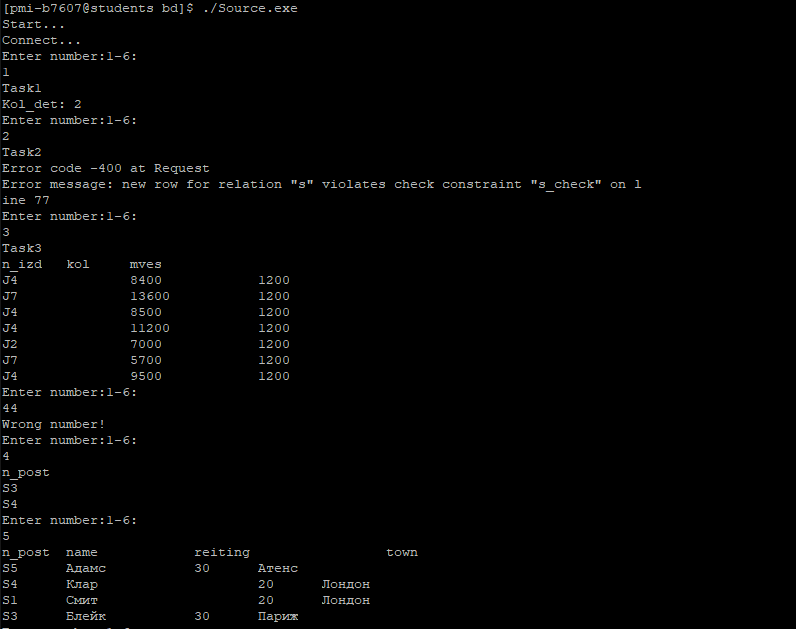 [pmi-b7607@students bd]$ ./Source.exe
Start...
Connect...
Enter number:1-6:
1
Task1
Kol_det: 2
Enter number:1-6:
2
Task2
Error code -400 at Request
Error message: new row for relation "s" violates check constraint "s_check" on l
ine 77
Enter number:1-6:
3
Task3
n_izd   kol     mves
J4              8400            1200
J7              13600           1200
J4              8500            1200
J4              11200           1200
J2              7000            1200
J7              5700            1200
J4              9500            1200
Enter number:1-6:
44
Wrong number!
Enter number:1-6:
4
n_post
S3
S4
Enter number:1-6:
5
n_post  name            reiting                 town
S5      Адамс           30      Атенс
S4      Клар                    20      Лондон
S1      Смит                    20      Лондон
S3      Блейк           30      Париж